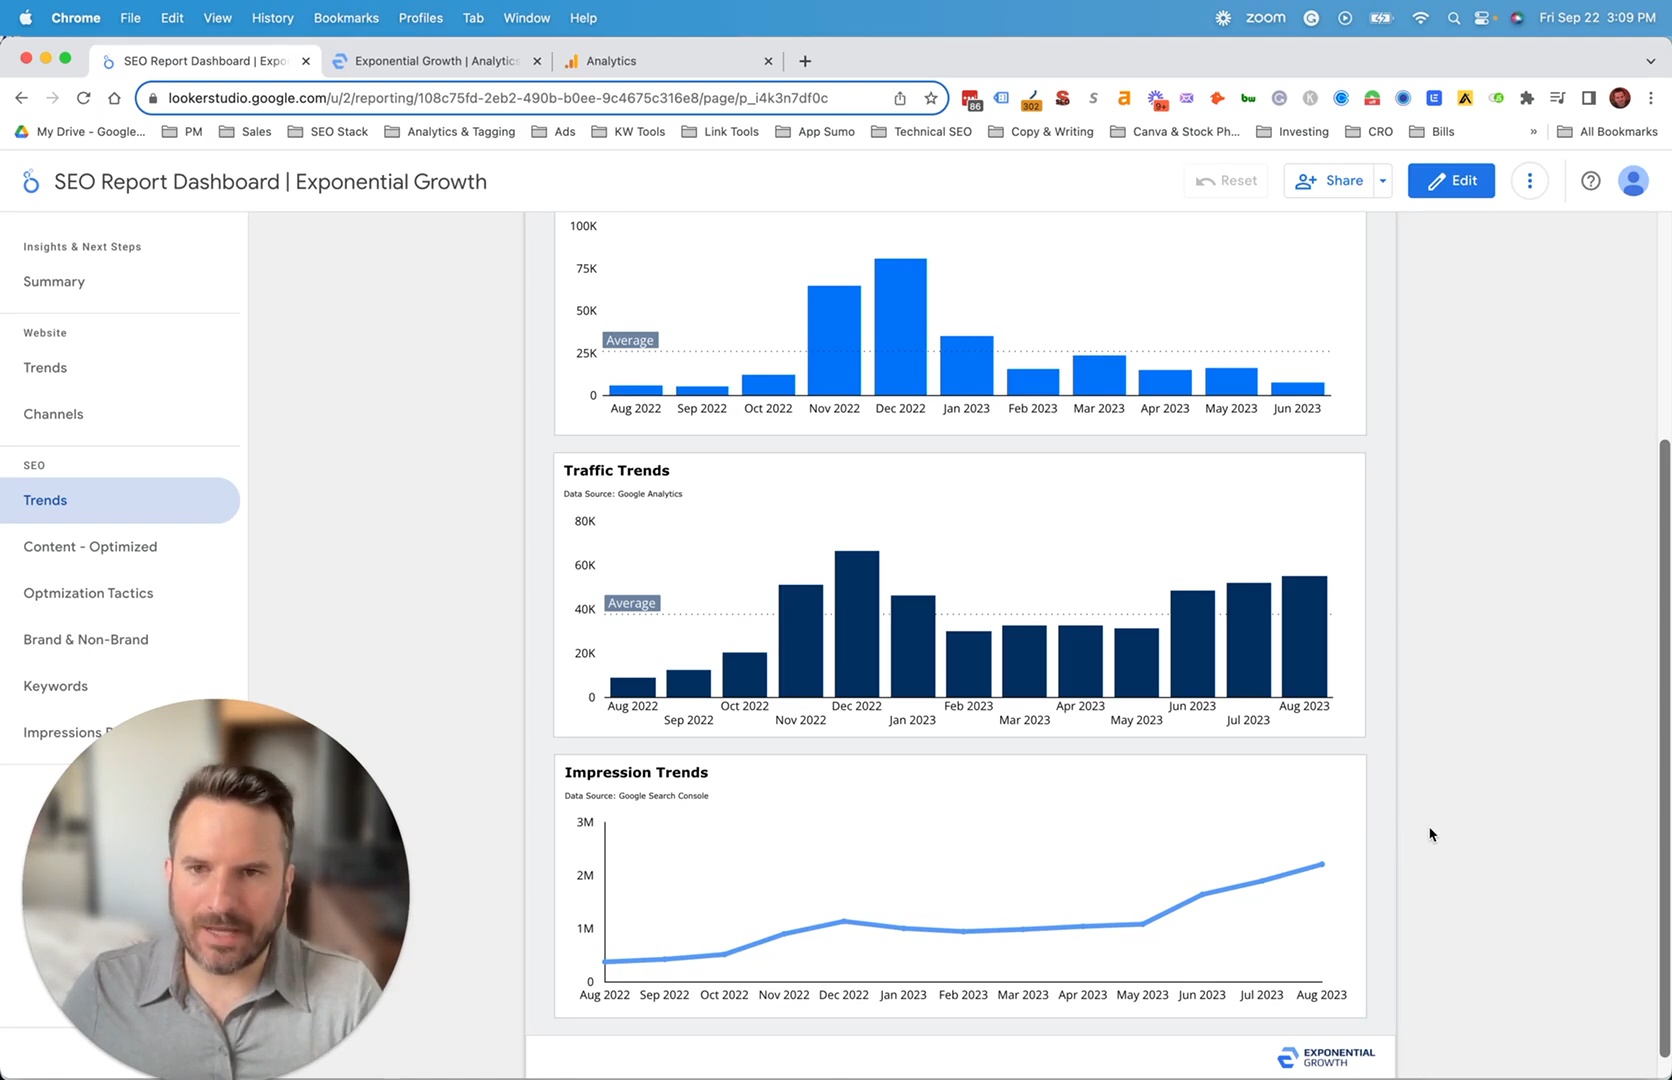 Chrome File Edit View History Bookmarks Profiles Tab Window Help zoom Fri Sep 22 3:09 PM
SEO Report Dashboard | Expo Exponential Growth | Analytics Analytics
lookerstudio.google.com/u/2/reporting/108c75fd-2eb2-490b-b0ee-9c4675c316e8/page/p_i4k3n7df0c 86 302 9+
My Drive - Google... PM Sales SEO Stack Analytics & Tagging Ads KW Tools Link Tools App Sumo Technical SEO Copy & Writing Canva & Stock Ph... Investing CRO Bills » All Bookmarks
SEO Report Dashboard | Exponential Growth Reset Share Edit
Insights & Next Steps
Summary
Website
Trends
Channels
SEO
Trends
Content - Optimized
Optmization Tactics
Brand & Non-Brand
Keywords
Impressions
100K
75K
50K
Average
25K
0
Aug 2022 Sep 2022 Oct 2022 Nov 2022 Dec 2022 Jan 2023 Feb 2023 Mar 2023 Apr 2023 May 2023 Jun 2023
Traffic Trends
Data Source: Google Analytics
80K
60K
Average
40K
20K
0
Aug 2022 Oct 2022 Dec 2022 Feb 2023 Apr 2023 Jun 2023 Aug 2023
Sep 2022 Nov 2022 Jan 2023 Mar 2023 May 2023 Jul 2023
Impression Trends
Data Source: Google Search Console
3M
2M
1M
0
Aug 2022 Sep 2022 Oct 2022 Nov 2022 Dec 2022 Jan 2023 Feb 2023 Mar 2023 Apr 2023 May 2023 Jun 2023 Jul 2023 Aug 2023
EXPONENTIAL
GROWTH